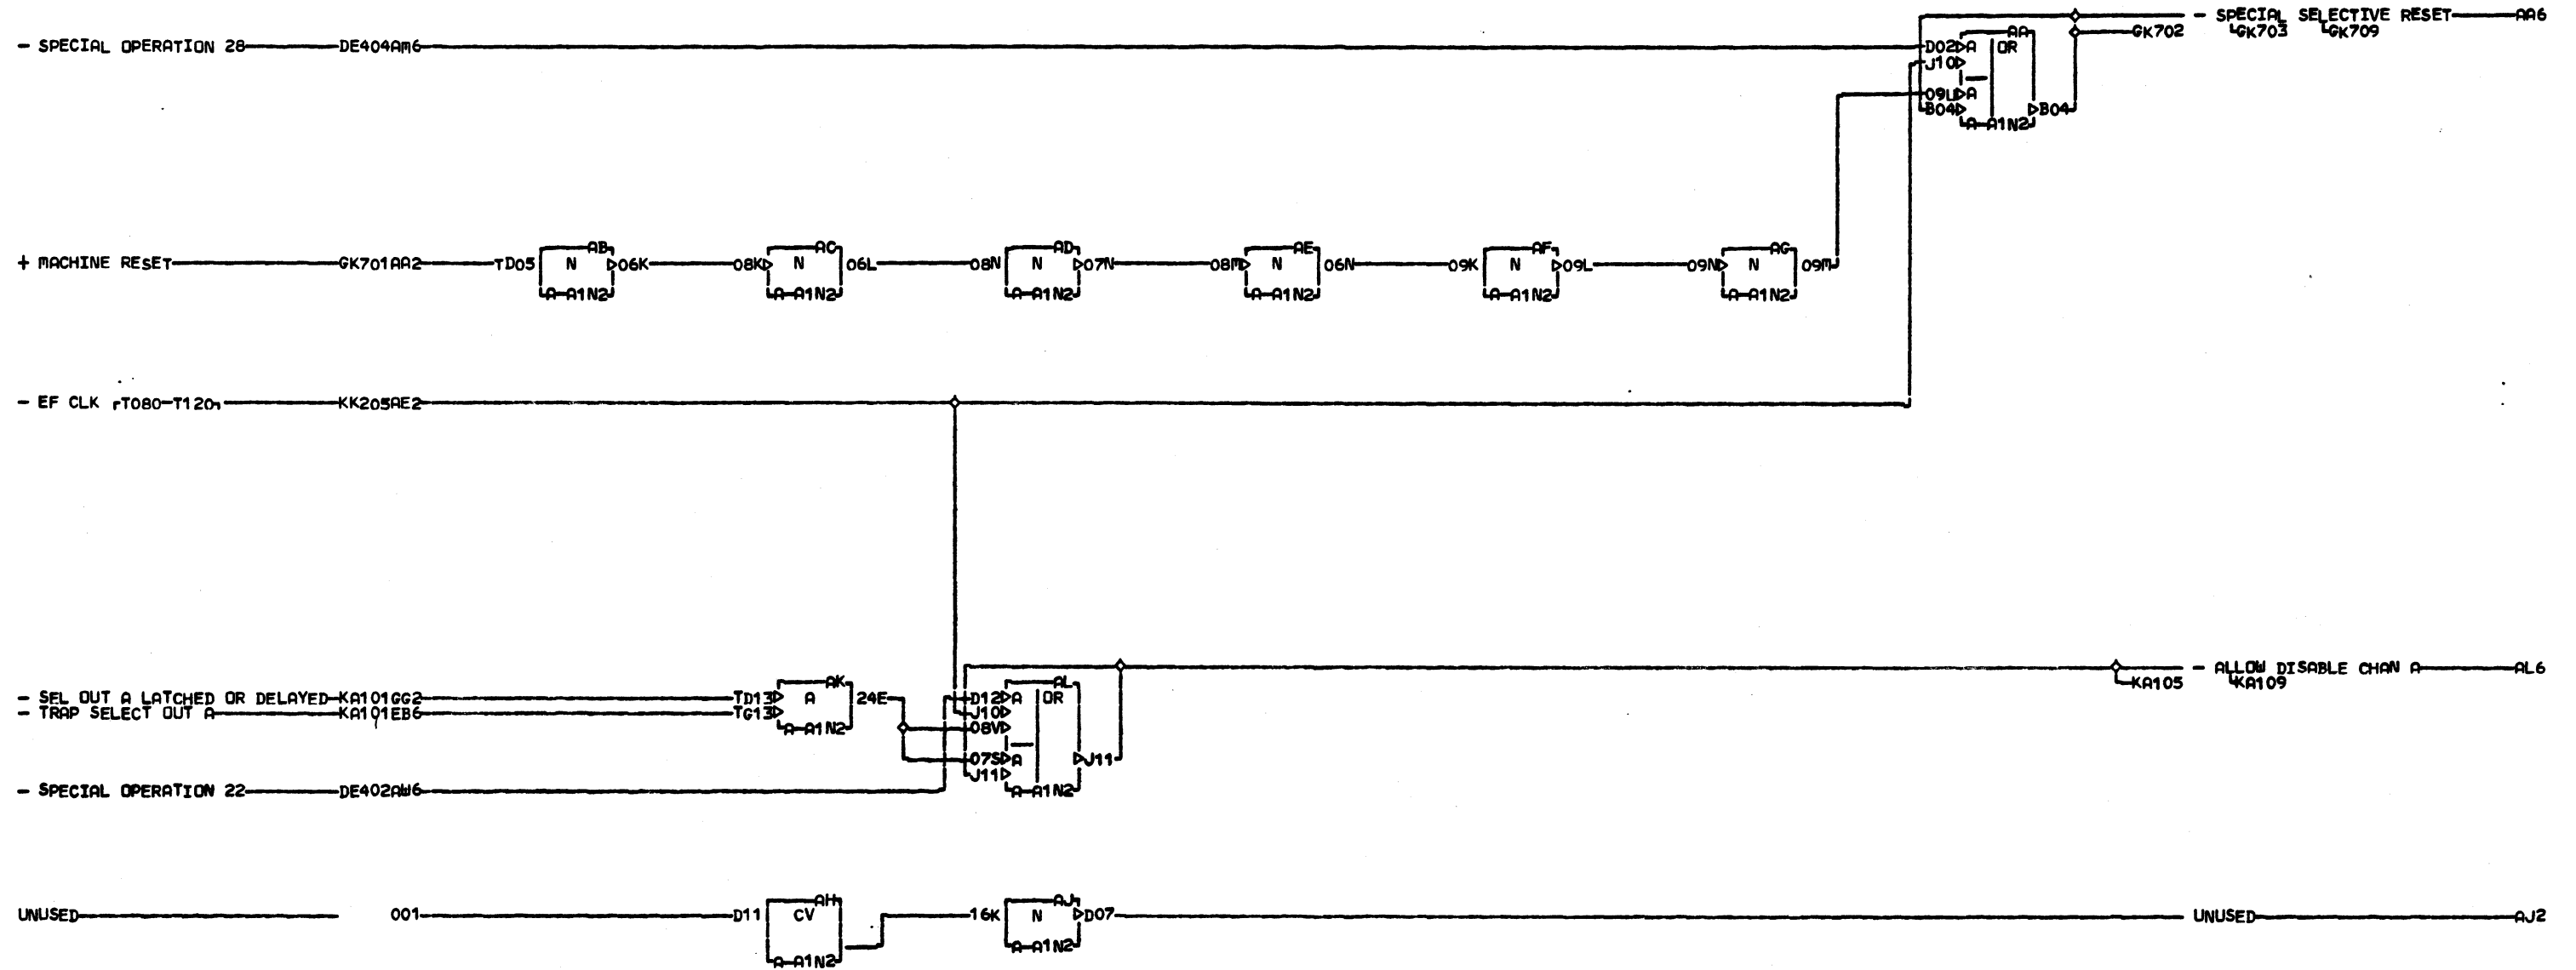 - SPECIAL SELECTIVE RESET AA6
GK702 GK703 GK709
- SPECIAL OPERATION 28 DE404AM6
D02 A OR AA
J10
09L A
B04 B04
A-A1N2
AB AC AD AE AF AG
+ MACHINE RESET GK701AA2 TD05 N 06K 08K N 06L 08N N 07N 08M N 06N 09K N 09L 09N N 09M
A-A1N2 A-A1N2 A-A1N2 A-A1N2 A-A1N2 A-A1N2
- EF CLK T080-T120 KK205AE2
- ALLOW DISABLE CHAN A AL6
KA105 KA109
AK AL
- SEL OUT A LATCHED OR DELAYED KA101GG2 TD13 A 24E D12 A OR
- TRAP SELECT OUT A KA101EB6 TG13 J10
A-A1N2 08V
07S A J11
J11
- SPECIAL OPERATION 22 DE402AW6 A-A1N2
AH AJ
UNUSED 001 D11 CV 16K N D07 UNUSED AJ2
A-A1N2
A-A1N2